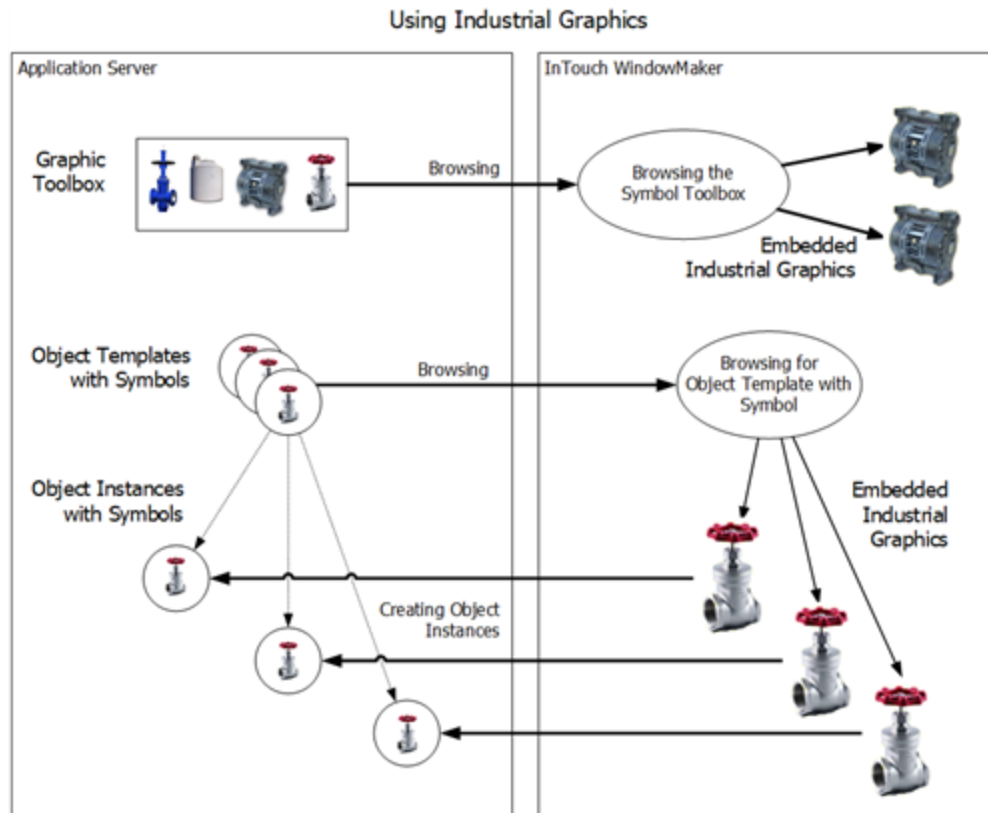 Using Industrial Graphics
Application Server
InTouch WindowMaker
Graphic
Toolbox
Browsing
Browsing the
Symbol Toolbox
Embedded
Industrial Graphics
Object Templates
with Symbols
Browsing
Browsing for
Object Template with
Symbol
Object Instances
with Symbols
Embedded
Industrial
Graphics
Creating Object
Instances